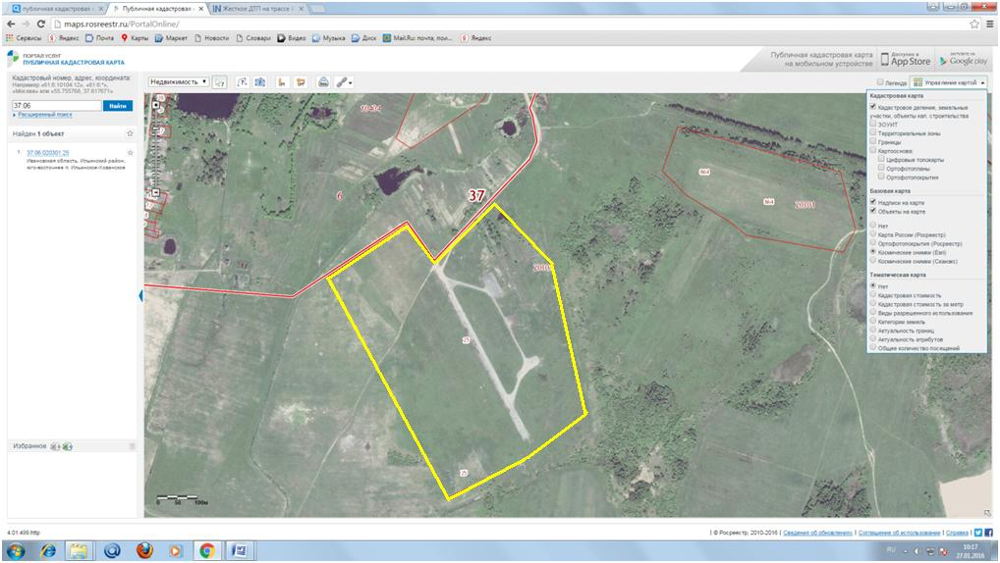 публичная кадастровая
Публичная кадастровая
Жесткое ДТП на трассе
maps.rosreestr.ru/PortalOnline/
Сервисы
Яндекс
Почта
Карты
Маркет
Новости
Словари
Видео
Музыка
Диск
Mail.Ru: почта, пои...
Яндекс
ПОРТАЛ УСЛУГ
ПУБЛИЧНАЯ КАДАСТРОВАЯ КАРТА
Публичная кадастровая карта
на мобильном устройстве
Доступно в
App Store
Google play
Кадастровый номер, адрес, координата:
Например «61:6:10104:12», «61:6:*»,
«Москва» или «55.755768, 37.617671»
37:06
Найти
Расширенный поиск
Найден 1 объект
1. 37:06:020301:25
Ивановская область, Ильинский район,
юго-восточнее п. Ильинское-Хованское
Избранное
Недвижимость
Легенда
Управление картой
Кадастровая карта
Кадастровое деление, земельные
участки, объекты кап. строительства
ЗОУИТ
Территориальные зоны
Границы
Картооснова:
Цифровые топокарты
Ортофотопланы
Ортофотопокрытия
Базовая карта
Надписи на карте
Объекты на карте
Нет
Карта России (Росреестр)
Ортофотопокрытия (Росреестр)
Космические снимки (Esri)
Космические снимки (Сканэкс)
Тематическая карта
Нет
Кадастровая стоимость
Кадастровая стоимость за метр
Виды разрешенного использования
Категории земель
Актуальность границ
Актуальность атрибутов
Общее количество посещений
6
37
864
864
20301
25
25
0 50 100м
4.01.499.http
© Росреестр, 2010-2016
Сведения об обновлениях
Соглашение об использовании
Справка
RU
10:17
27.01.2016